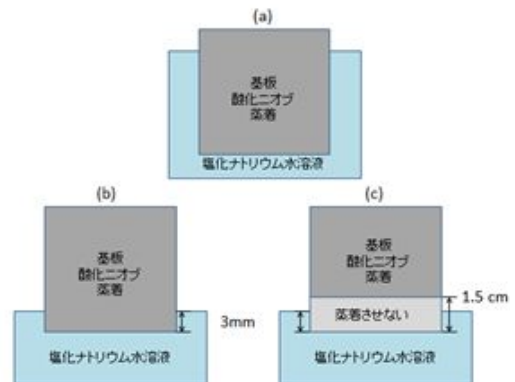 (a)
基板
酸化ニオブ
蒸着
塩化ナトリウム水溶液
(b)
(c)
基板
酸化ニオブ
蒸着
基板
酸化ニオブ
蒸着
1.5 cm
3mm
蒸着させない
塩化ナトリウム水溶液
塩化ナトリウム水溶液